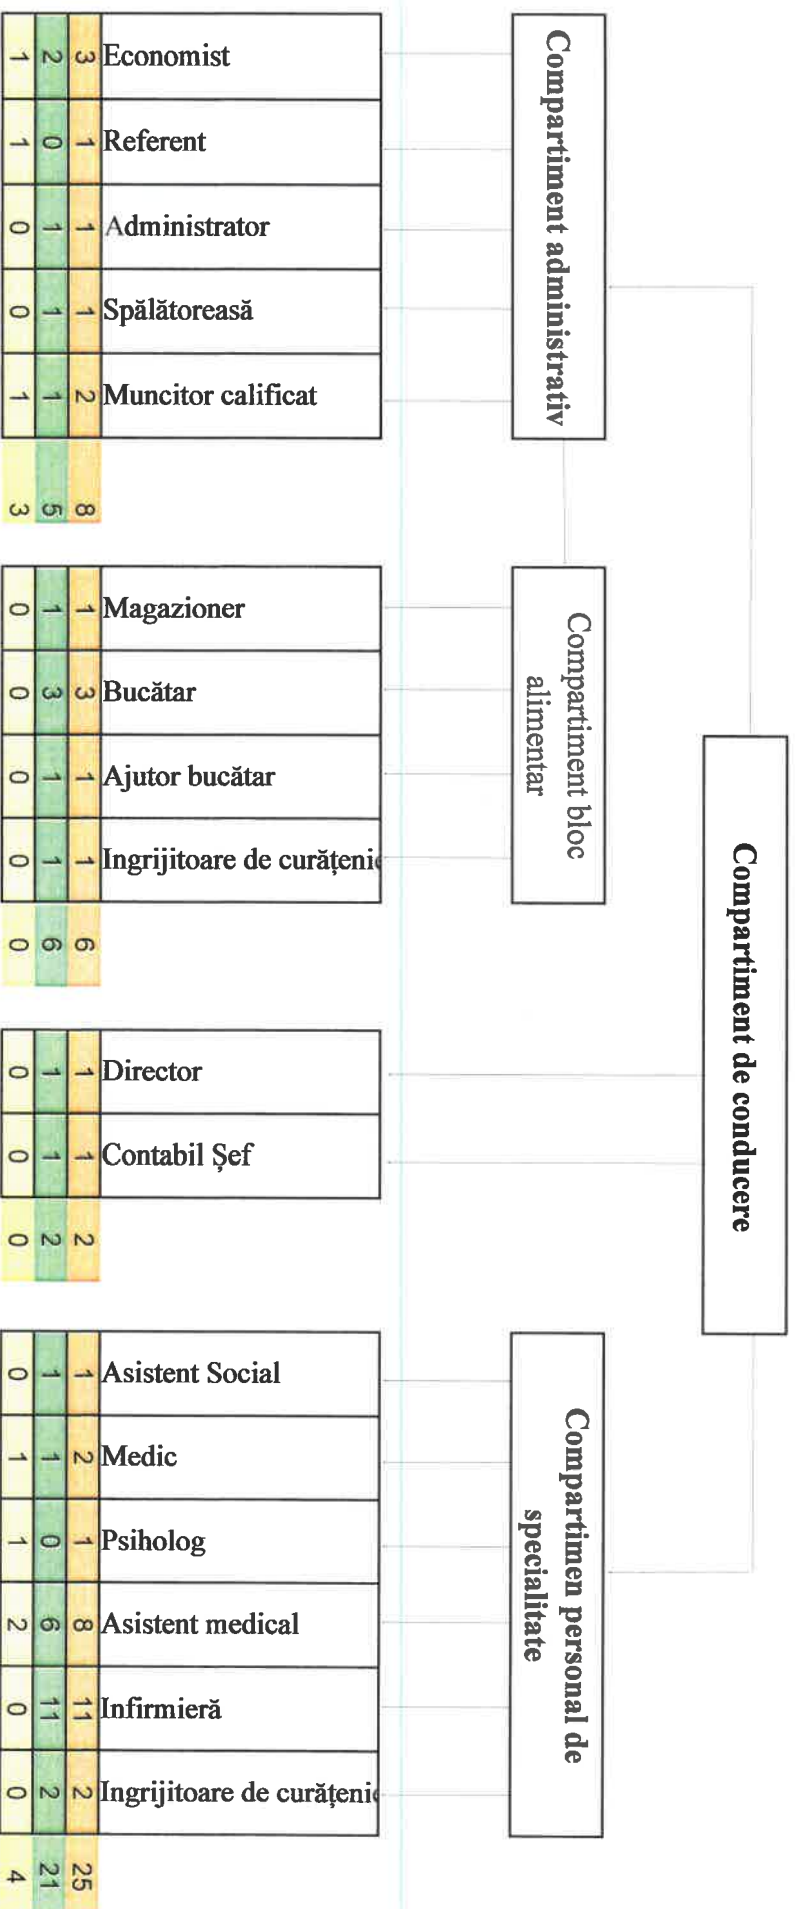 Compartiment de conducere
Compartiment administrativ
Compartiment bloc
alimentar
Compartimen personal de
specialitate
Economist
3
2
1
Referent
1
0
1
Administrator
1
1
0
Spălătoreasă
1
1
0
Muncitor calificat
2
1
1
8
5
3
Magazioner
1
1
0
Bucătar
3
3
0
Ajutor bucătar
1
1
0
Ingrijitoare de curățenie
1
1
0
6
6
0
Director
1
1
0
Contabil Șef
1
1
0
2
2
0
Asistent Social
1
1
0
Medic
2
1
1
Psiholog
1
0
1
Asistent medical
8
6
2
Infirmieră
11
11
0
Ingrijitoare de curățenie
2
2
0
25
21
4